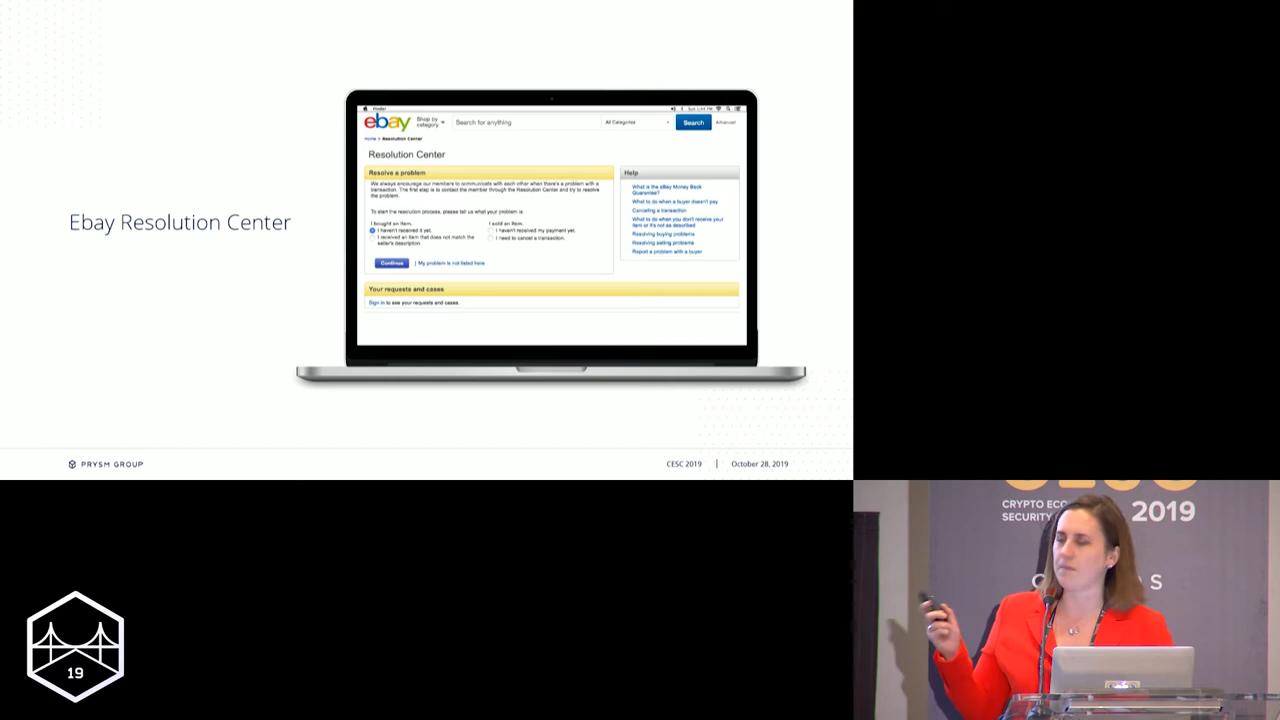 Ebay Resolution Center
Finder
Sun 1:44 PM
ebay
Shop by
category
Search for anything
All Categories
Search
Advanced
Home > Resolution Center
Resolution Center
Resolve a problem
We always encourage our members to communicate with each other when there's a problem with a
transaction. The first step is to contact the member through the Resolution Center and try to resolve
the problem.
To start the resolution process, please tell us what your problem is
I bought an item.
I haven't received it yet.
I received an item that does not match the
seller's description.
I sold an item.
I haven't received my payment yet.
I need to cancel a transaction.
Continue
| My problem is not listed here
Help
What is the eBay Money Back
Guarantee?
What to do when a buyer doesn't pay
Canceling a transaction
What to do when you don't receive your
item or it's not as described
Resolving buying problems
Resolving selling problems
Report a problem with a buyer
Your requests and cases
Sign in to see your requests and cases.
PRYSM GROUP
CESC 2019 | October 28, 2019
CRYPTO ECO
SECURITY
2019
19